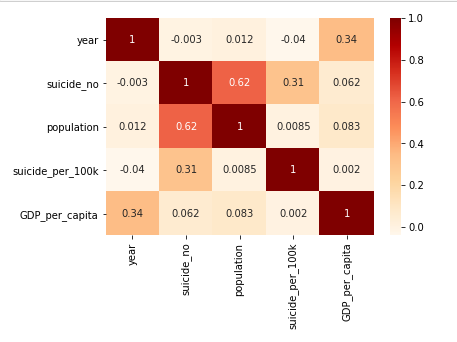 year 1 -0.003 0.012 -0.04 0.34
suicide_no -0.003 1 0.62 0.31 0.062
population 0.012 0.62 1 0.0085 0.083
suicide_per_100k -0.04 0.31 0.0085 1 0.002
GDP_per_capita 0.34 0.062 0.083 0.002 1
year
suicide_no
population
suicide_per_100k
GDP_per_capita
1.0
0.8
0.6
0.4
0.2
0.0